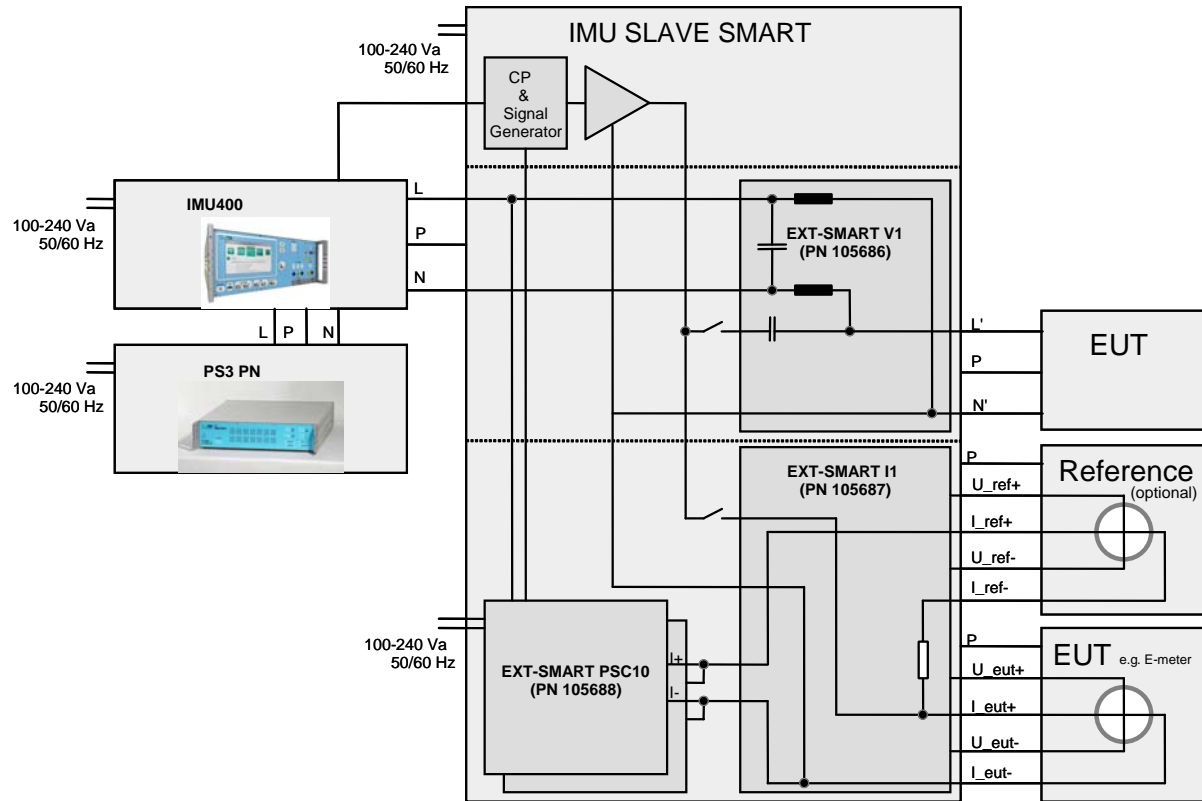 IMU SLAVE SMART
100-240 Va
50/60 Hz
CP
&
Signal
Generator
IMU400
100-240 Va
50/60 Hz
L
P
N
EXT-SMART V1
(PN 105686)
L P N
PS3 PN
100-240 Va
50/60 Hz
L'
P
N'
EUT
EXT-SMART I1
(PN 105687)
P
U_ref+
I_ref+
U_ref-
I_ref-
Reference
(optional)
100-240 Va
50/60 Hz
EXT-SMART PSC10
(PN 105688)
I+
I-
P
U_eut+
I_eut+
U_eut-
I_eut-
EUT e.g. E-meter